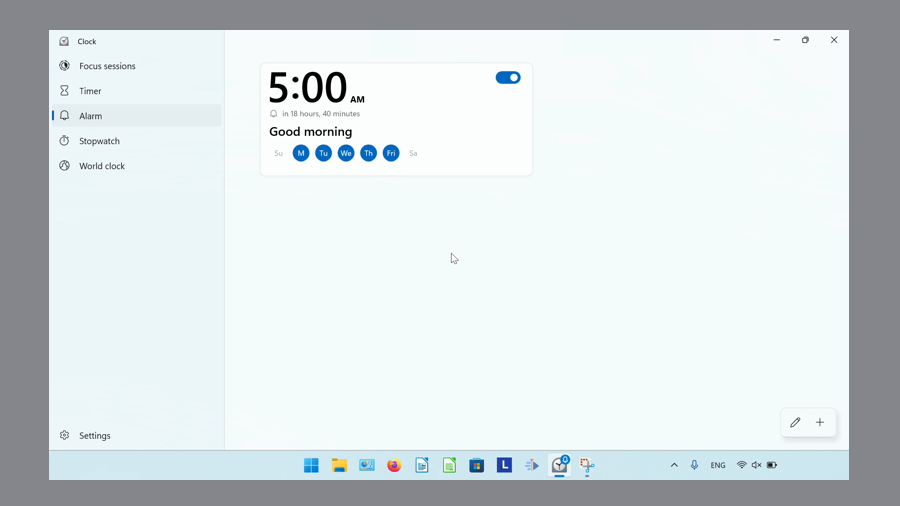 Clock
Focus sessions
Timer
Alarm
Stopwatch
World clock
Settings
5:00 AM
in 18 hours, 40 minutes
Good morning
Su M Tu We Th Fri Sa
L
ENG